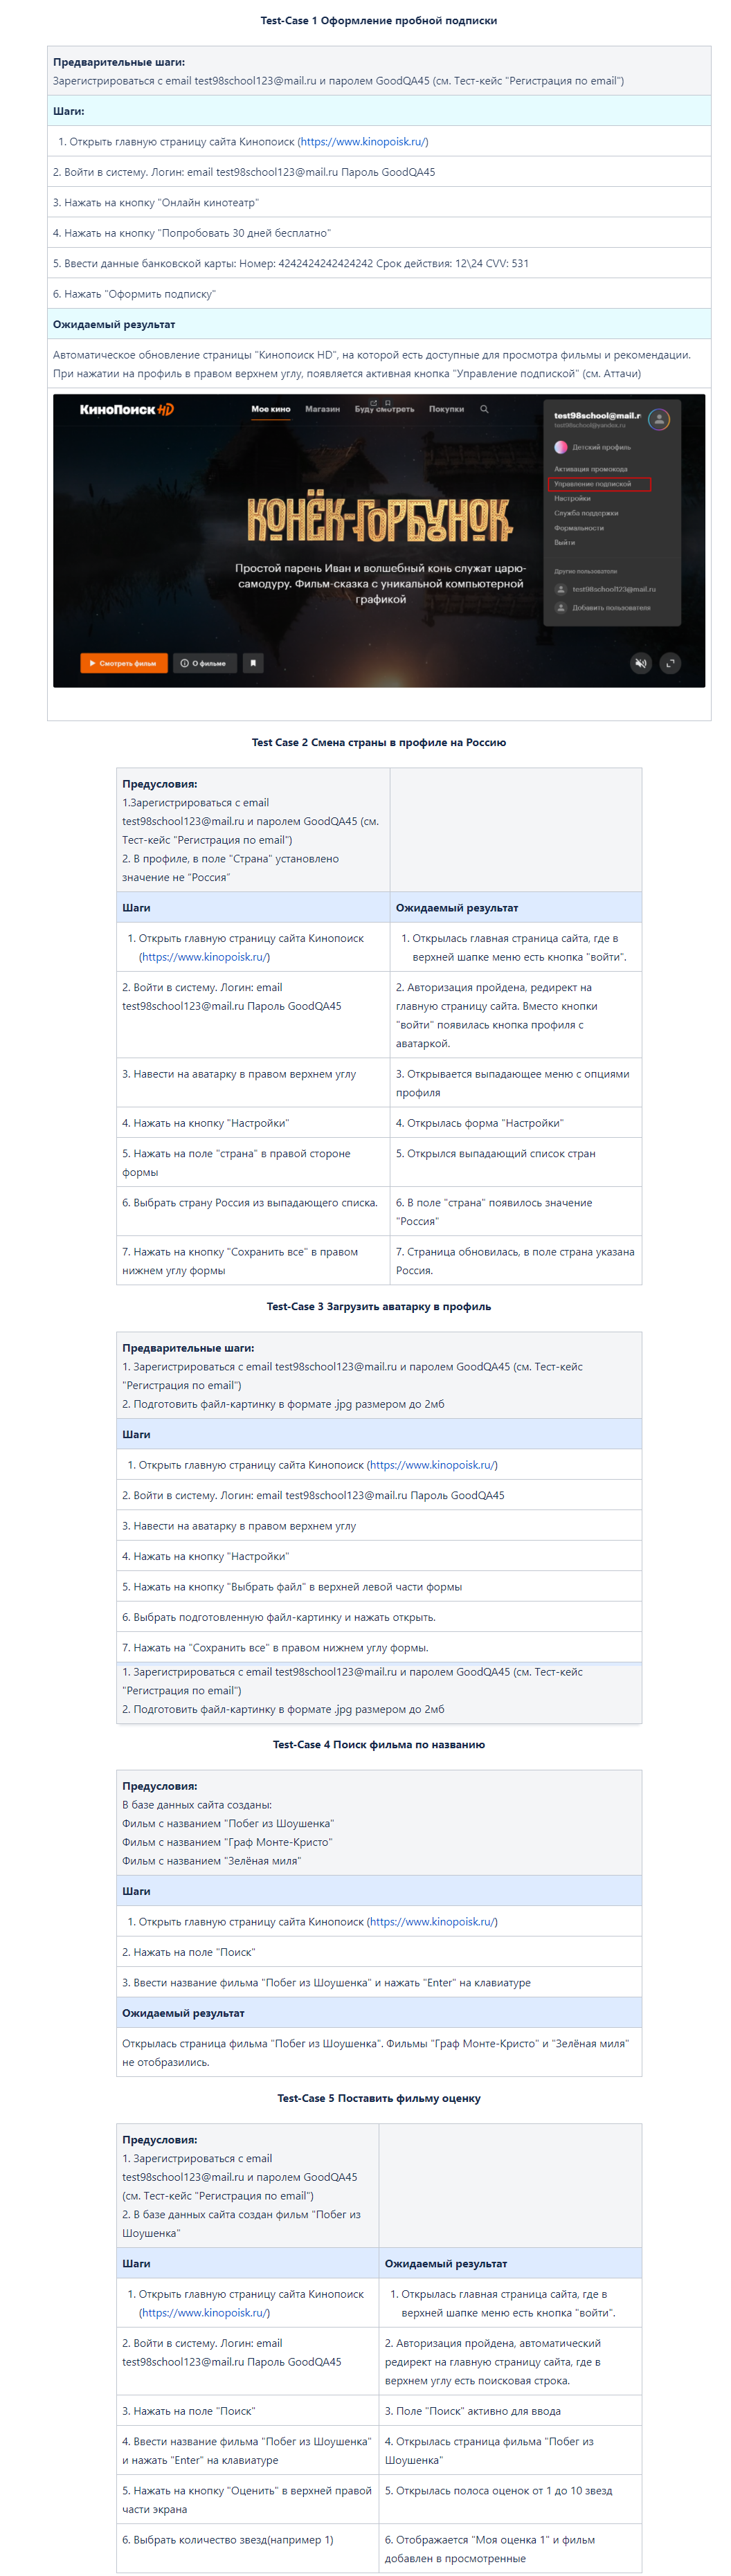 Test-Case 1 Оформление пробной подписки
Предварительные шаги:
Зарегистрироваться с email test98school123@mail.ru и паролем GoodQA45 (см. Тест-кейс "Регистрация по email")
Шаги:
1. Открыть главную страницу сайта Кинопоиск (https://www.kinopoisk.ru/)
2. Войти в систему. Логин: email test98school123@mail.ru Пароль GoodQA45
3. Нажать на кнопку "Онлайн кинотеатр"
4. Нажать на кнопку "Попробовать 30 дней бесплатно"
5. Ввести данные банковской карты: Номер: 4242424242424242 Срок действия: 12\24 CVV: 531
6. Нажать "Оформить подписку"
Ожидаемый результат
Автоматическое обновление страницы "Кинопоиск HD", на которой есть доступные для просмотра фильмы и рекомендации.
При нажатии на профиль в правом верхнем углу, появляется активная кнопка "Управление подпиской" (см. Аттачи)
КиноПоиск HD
Мое кино Магазин Буду смотреть Покупки
test98school@mail.r
test98school@yandex.ru
Детский профиль
Активация промокода
Управление подпиской
Настройки
Служба поддержки
Формальности
Выйти
Другие пользователи
test98school123@mail.ru
Добавить пользователя
КОНЁК-ГОРБУНОК
Простой парень Иван и волшебный конь служат царю-
самодуру. Фильм-сказка с уникальной компьютерной
графикой
Смотреть фильм
О фильме
Test Case 2 Смена страны в профиле на Россию
Предусловия:
1.Зарегистрироваться с email
test98school123@mail.ru и паролем GoodQA45 (см.
Тест-кейс "Регистрация по email")
2. В профиле, в поле "Страна" установлено
значение не "Россия"
Шаги
Ожидаемый результат
1. Открыть главную страницу сайта Кинопоиск
(https://www.kinopoisk.ru/)
1. Открылась главная страница сайта, где в
верхней шапке меню есть кнопка "войти".
2. Войти в систему. Логин: email
test98school123@mail.ru Пароль GoodQA45
2. Авторизация пройдена, редирект на
главную страницу сайта. Вместо кнопки
"войти" появилась кнопка профиля с
аватаркой.
3. Навести на аватарку в правом верхнем углу
3. Открывается выпадающее меню с опциями
профиля
4. Нажать на кнопку "Настройки"
4. Открылась форма "Настройки"
5. Нажать на поле "страна" в правой стороне
формы
5. Открылся выпадающий список стран
6. Выбрать страну Россия из выпадающего списка.
6. В поле "страна" появилось значение
"Россия"
7. Нажать на кнопку "Сохранить все" в правом
нижнем углу формы
7. Страница обновилась, в поле страна указана
Россия.
Test-Case 3 Загрузить аватарку в профиль
Предварительные шаги:
1. Зарегистрироваться с email test98school123@mail.ru и паролем GoodQA45 (см. Тест-кейс
"Регистрация по email")
2. Подготовить файл-картинку в формате .jpg размером до 2мб
Шаги
1. Открыть главную страницу сайта Кинопоиск (https://www.kinopoisk.ru/)
2. Войти в систему. Логин: email test98school123@mail.ru Пароль GoodQA45
3. Навести на аватарку в правом верхнем углу
4. Нажать на кнопку "Настройки"
5. Нажать на кнопку "Выбрать файл" в верхней левой части формы
6. Выбрать подготовленную файл-картинку и нажать открыть.
7. Нажать на "Сохранить все" в правом нижнем углу формы.
1. Зарегистрироваться с email test98school123@mail.ru и паролем GoodQA45 (см. Тест-кейс
"Регистрация по email")
2. Подготовить файл-картинку в формате .jpg размером до 2мб
Test-Case 4 Поиск фильма по названию
Предусловия:
В базе данных сайта созданы:
Фильм с названием "Побег из Шоушенка"
Фильм с названием "Граф Монте-Кристо"
Фильм с названием "Зелёная миля"
Шаги
1. Открыть главную страницу сайта Кинопоиск (https://www.kinopoisk.ru/)
2. Нажать на поле "Поиск"
3. Ввести название фильма "Побег из Шоушенка" и нажать "Enter" на клавиатуре
Ожидаемый результат
Открылась страница фильма "Побег из Шоушенка". Фильмы "Граф Монте-Кристо" и "Зелёная миля"
не отобразились.
Test-Case 5 Поставить фильму оценку
Предусловия:
1. Зарегистрироваться с email
test98school123@mail.ru и паролем GoodQA45
(см. Тест-кейс "Регистрация по email")
2. В базе данных сайта создан фильм "Побег из
Шоушенка"
Шаги
Ожидаемый результат
1. Открыть главную страницу сайта Кинопоиск
(https://www.kinopoisk.ru/)
1. Открылась главная страница сайта, где в
верхней шапке меню есть кнопка "войти".
2. Войти в систему. Логин: email
test98school123@mail.ru Пароль GoodQA45
2. Авторизация пройдена, автоматический
редирект на главную страницу сайта, где в
верхнем углу есть поисковая строка.
3. Нажать на поле "Поиск"
3. Поле "Поиск" активно для ввода
4. Ввести название фильма "Побег из Шоушенка"
и нажать "Enter" на клавиатуре
4. Открылась страница фильма "Побег из
Шоушенка"
5. Нажать на кнопку "Оценить" в верхней правой
части экрана
5. Открылась полоса оценок от 1 до 10 звезд
6. Выбрать количество звезд(например 1)
6. Отображается "Моя оценка 1" и фильм
добавлен в просмотренные